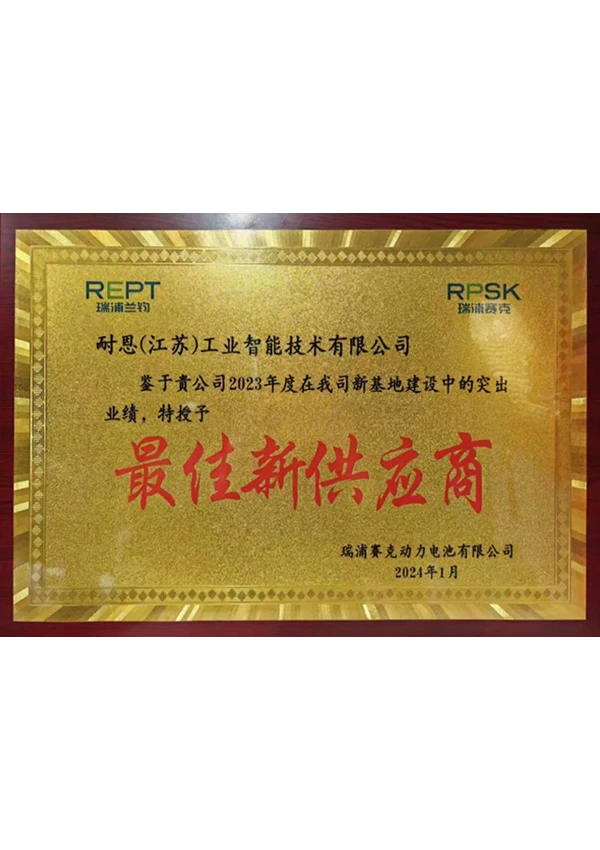 REPT
瑞浦兰钧
RPSK
瑞浦赛克
耐恩(江苏)工业智能技术有限公司
鉴于貴公司2023年度在我司新基地建设中的突出
业绩，特授予
最佳新供应商
瑞浦赛克动力电池有限公司
2024年1月